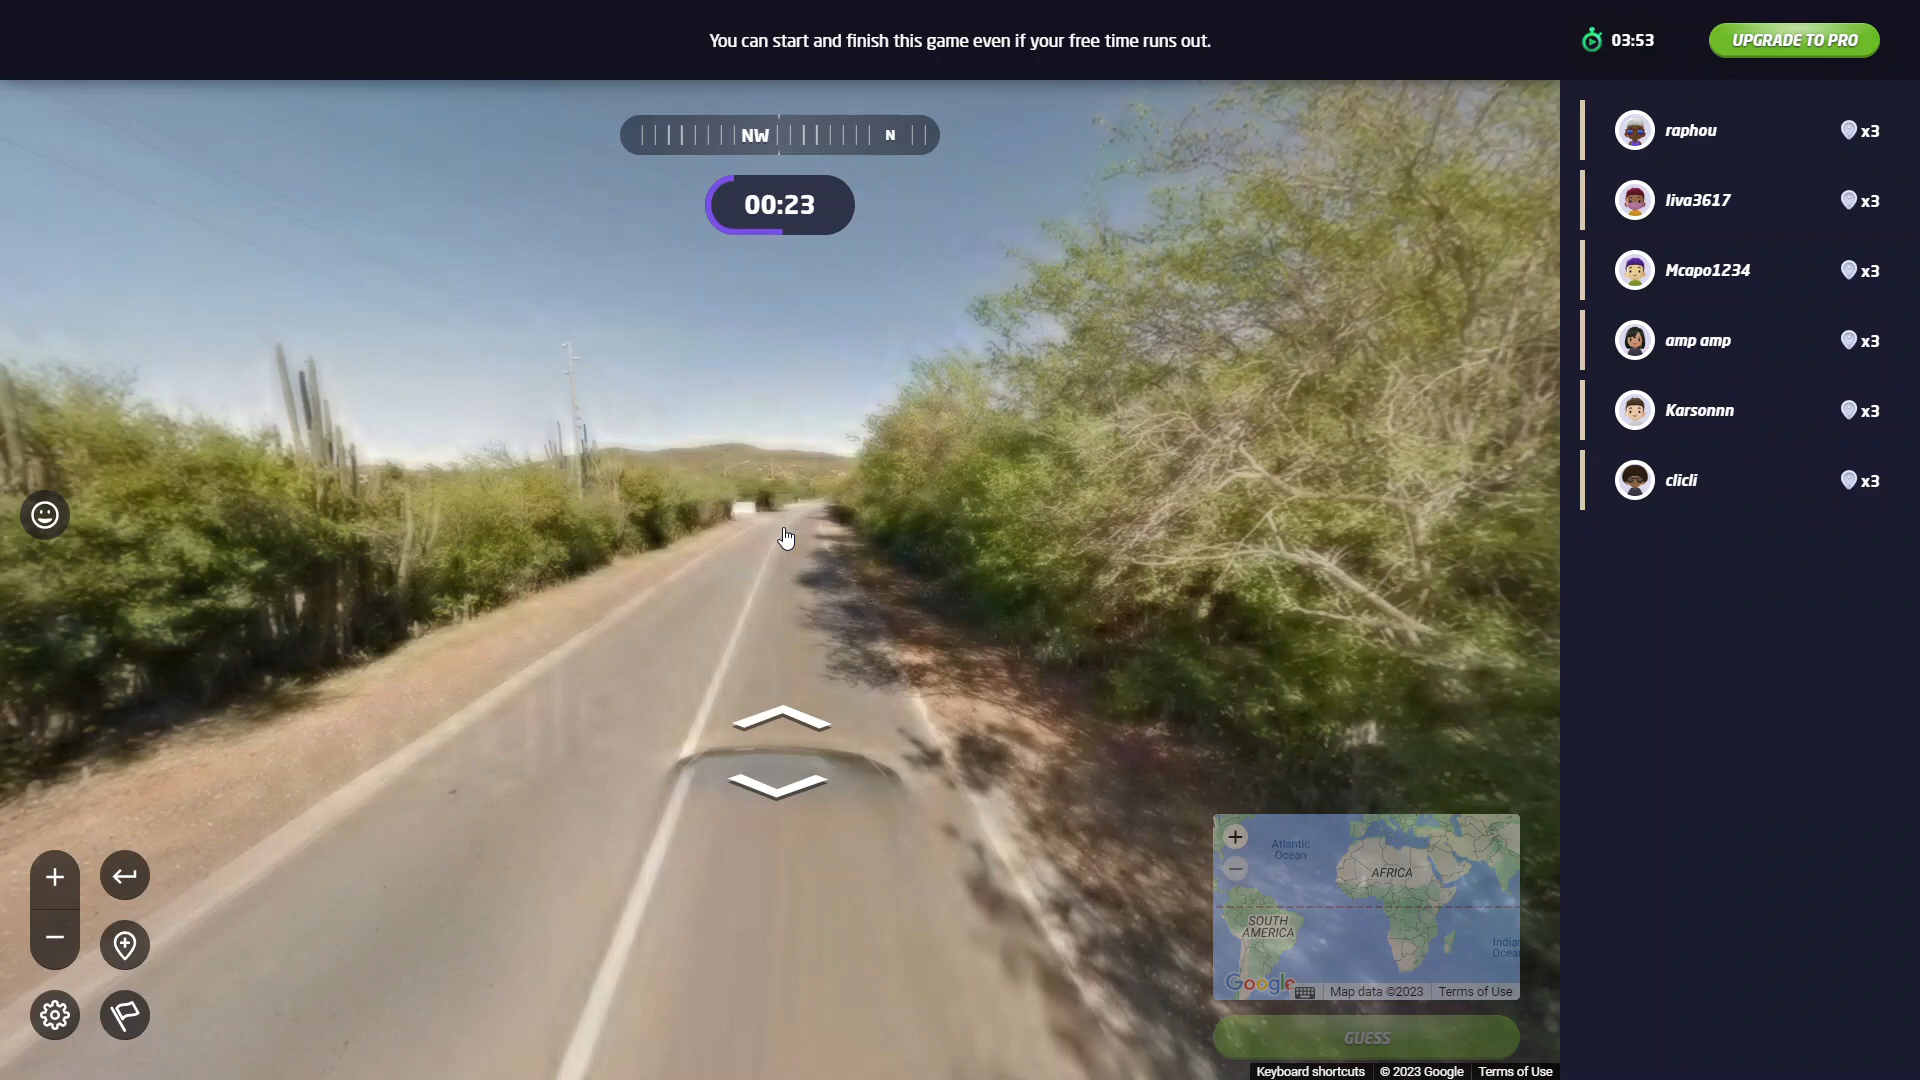 You can start and finish this game even if your free time runs out.
03:53
UPGRADE TO PRO
NW
N
00:23
raphou
x3
liva3617
x3
Mcapo1234
x3
amp amp
x3
Karsonnn
x3
clicli
x3
Atlantic
Ocean
AFRICA
SOUTH
AMERICA
Indian
Ocean
Google
Map data ©2023
Terms of Use
GUESS
Keyboard shortcuts
© 2023 Google
Terms of Use